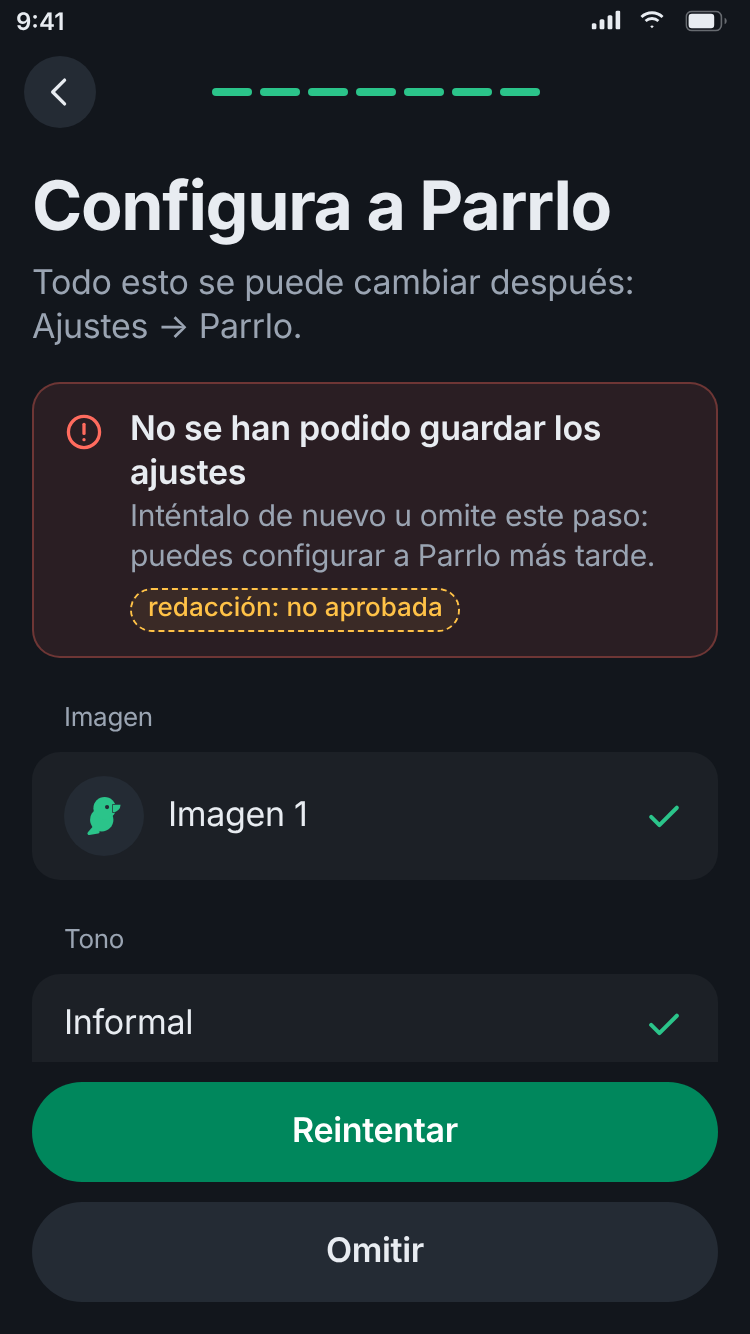 9:41
Configura a Parrlo
Todo esto se puede cambiar después:
Ajustes → Parrlo.
No se han podido guardar los
ajustes
Inténtalo de nuevo u omite este paso:
puedes configurar a Parrlo más tarde.
redacción: no aprobada
Imagen
Imagen 1
Tono
Informal
Reintentar
Omitir